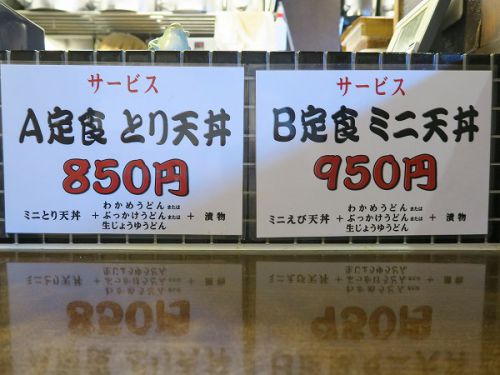 サービス
A定食 とり天丼
850円
わかめうどん または
ミニとり天丼 + ぶっかけうどん または + 漬物
生じょうゆうどん
サービス
B定食 ミニ天丼
950円
わかめうどん または
ミニえび天丼 + ぶっかけうどん または + 漬物
生じょうゆうどん